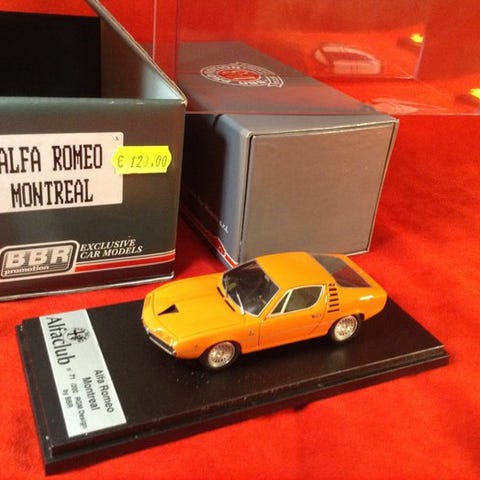 ALFA ROMEO
MONTREAL
€ 120,00
BBR
promotion
EXCLUSIVE
CAR MODELS
Alfaclub
Alfa Romeo
Montreal
by BBR